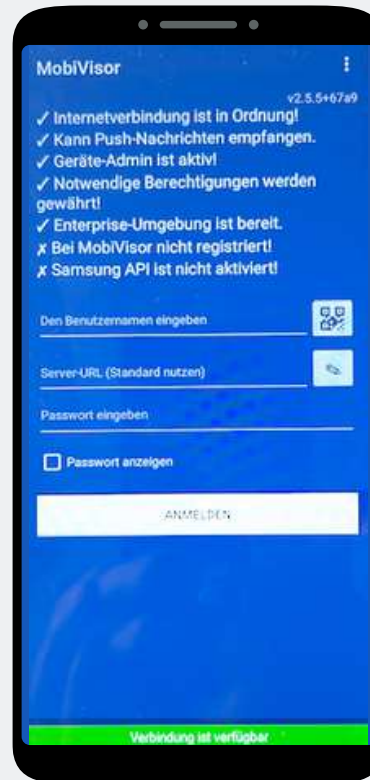 MobiVisor
v2.5.5+67a9
✓ Internetverbindung ist in Ordnung!
✓ Kann Push-Nachrichten empfangen.
✓ Geräte-Admin ist aktiv!
✓ Notwendige Berechtigungen werden
gewährt!
✓ Enterprise-Umgebung ist bereit.
✗ Bei MobiVisor nicht registriert!
✗ Samsung API ist nicht aktiviert!
Den Benutzernamen eingeben
Server-URL (Standard nutzen)
Passwort eingeben
Passwort anzeigen
ANMELDEN
Verbindung ist verfügbar